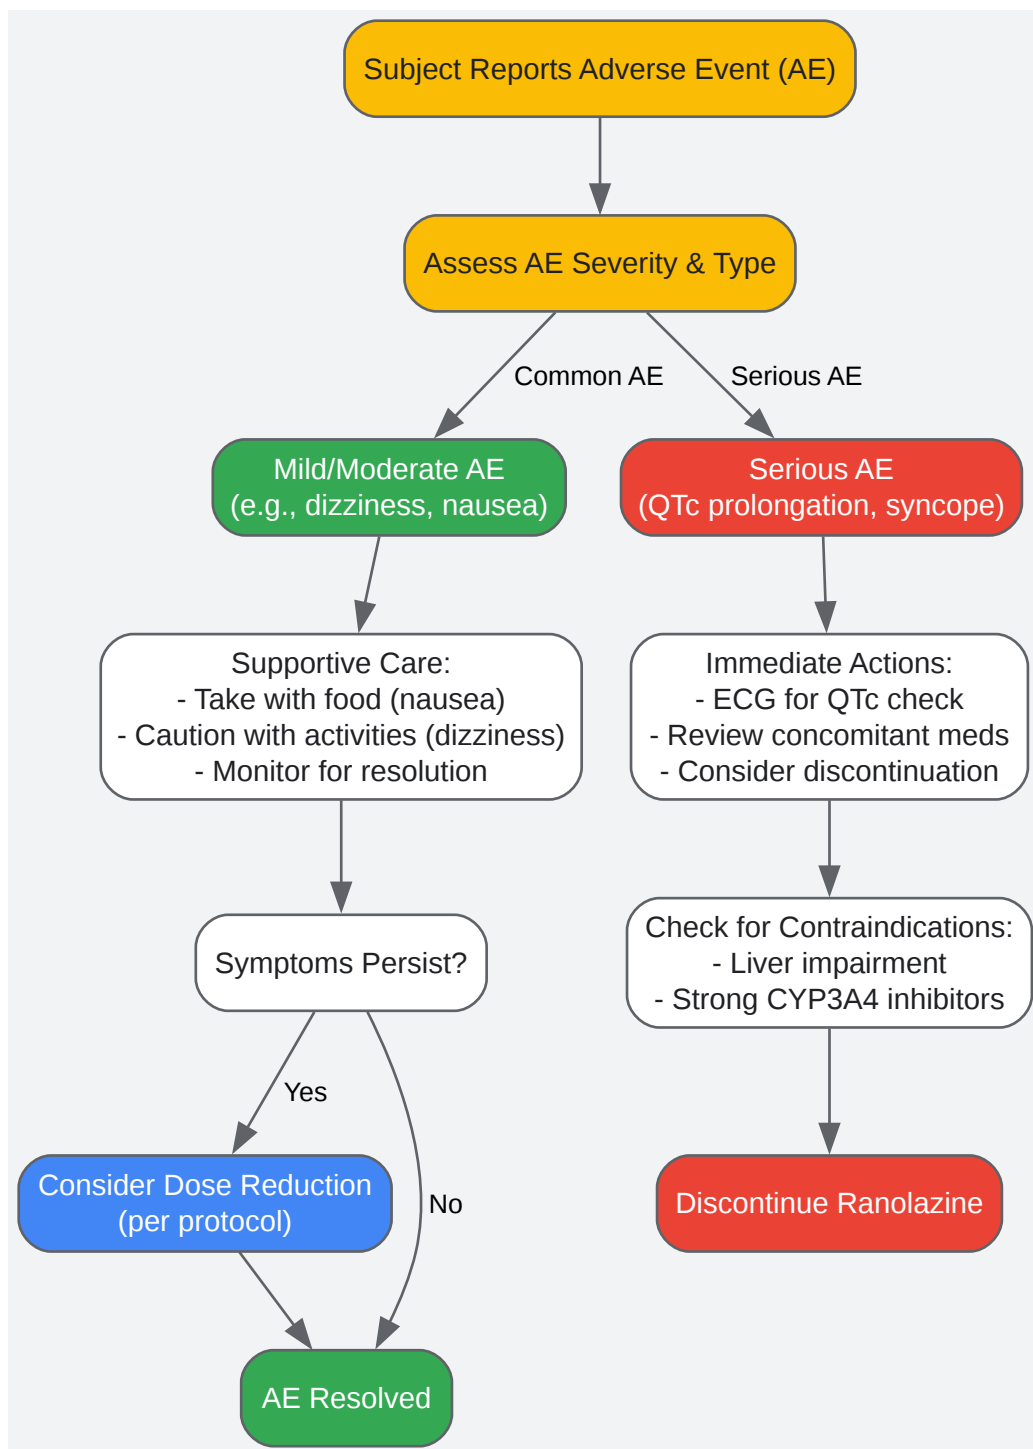 Subject Reports Adverse Event (AE)
Assess AE Severity & Type
Common AE
Serious AE
Mild/Moderate AE
(e.g., dizziness, nausea)
Serious AE
(QTc prolongation, syncope)
Supportive Care:
- Take with food (nausea)
- Caution with activities (dizziness)
- Monitor for resolution
Immediate Actions:
- ECG for QTc check
- Review concomitant meds
- Consider discontinuation
Symptoms Persist?
Check for Contraindications:
- Liver impairment
- Strong CYP3A4 inhibitors
Yes
No
Consider Dose Reduction
(per protocol)
Discontinue Ranolazine
AE Resolved